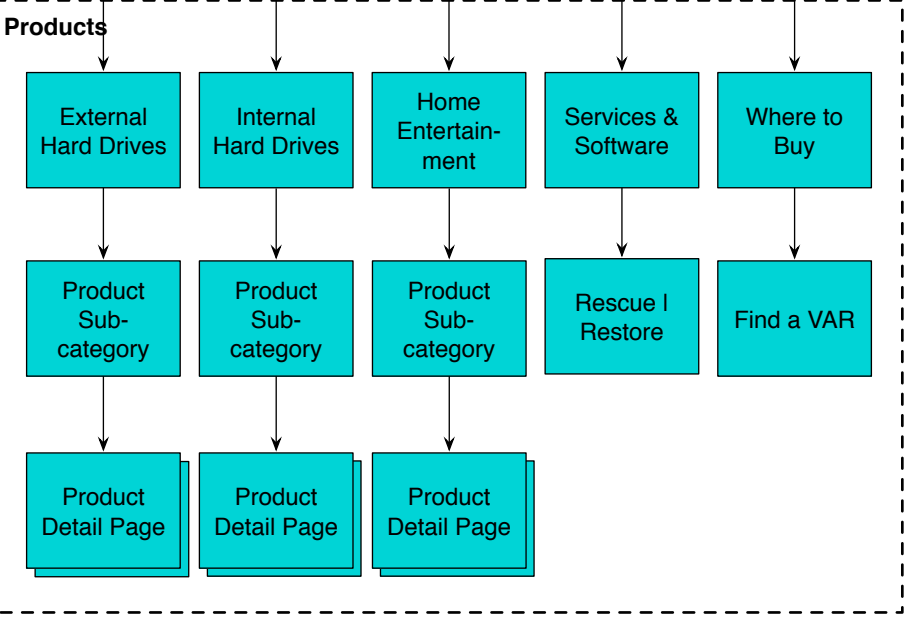 Products
External
Hard Drives
Internal
Hard Drives
Home
Entertain-
ment
Services &
Software
Where to
Buy
Product
Sub-
category
Product
Sub-
category
Product
Sub-
category
Rescue |
Restore
Find a VAR
Product
Detail Page
Product
Detail Page
Product
Detail Page